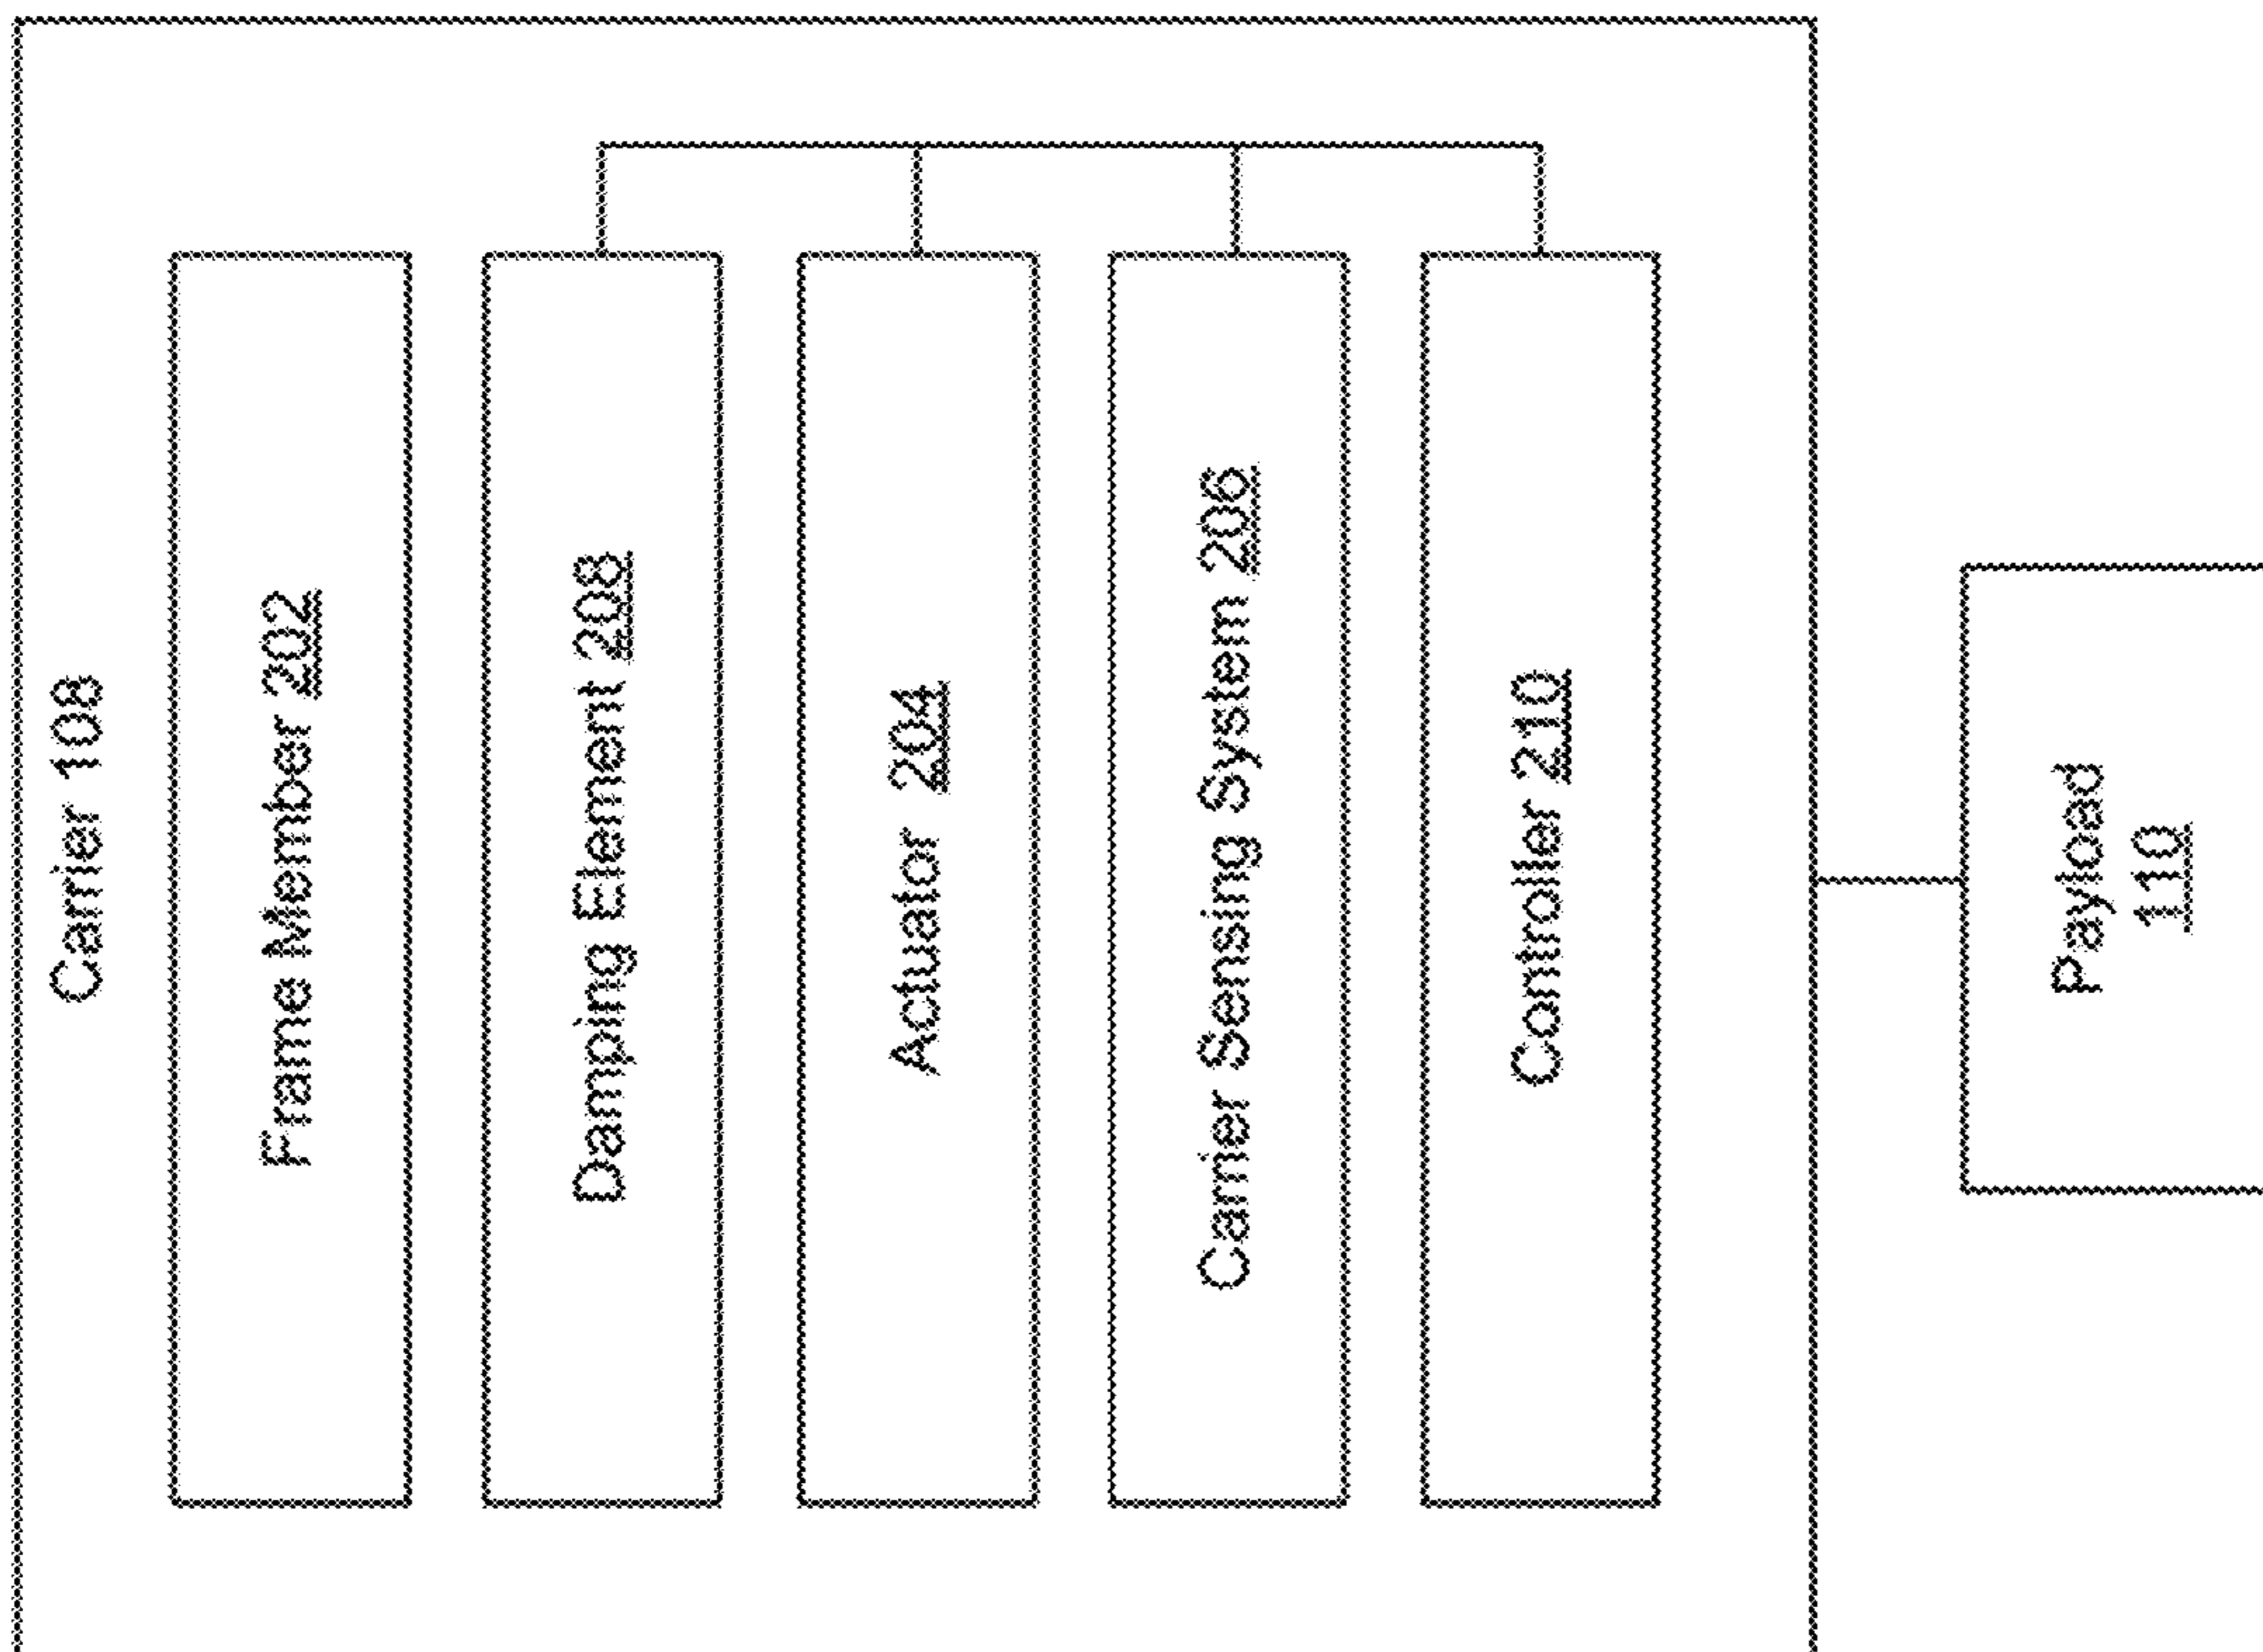 Carrier 108
Frame Member 202
Damping Element 208
Actuator 204
Carrier Sensing System 206
Controller 210
Payload
110